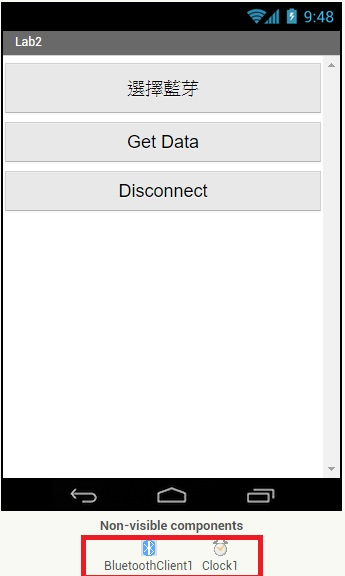 9:48
Lab2
選擇藍芽
Get Data
Disconnect
Non-visible components
BluetoothClient1 Clock1